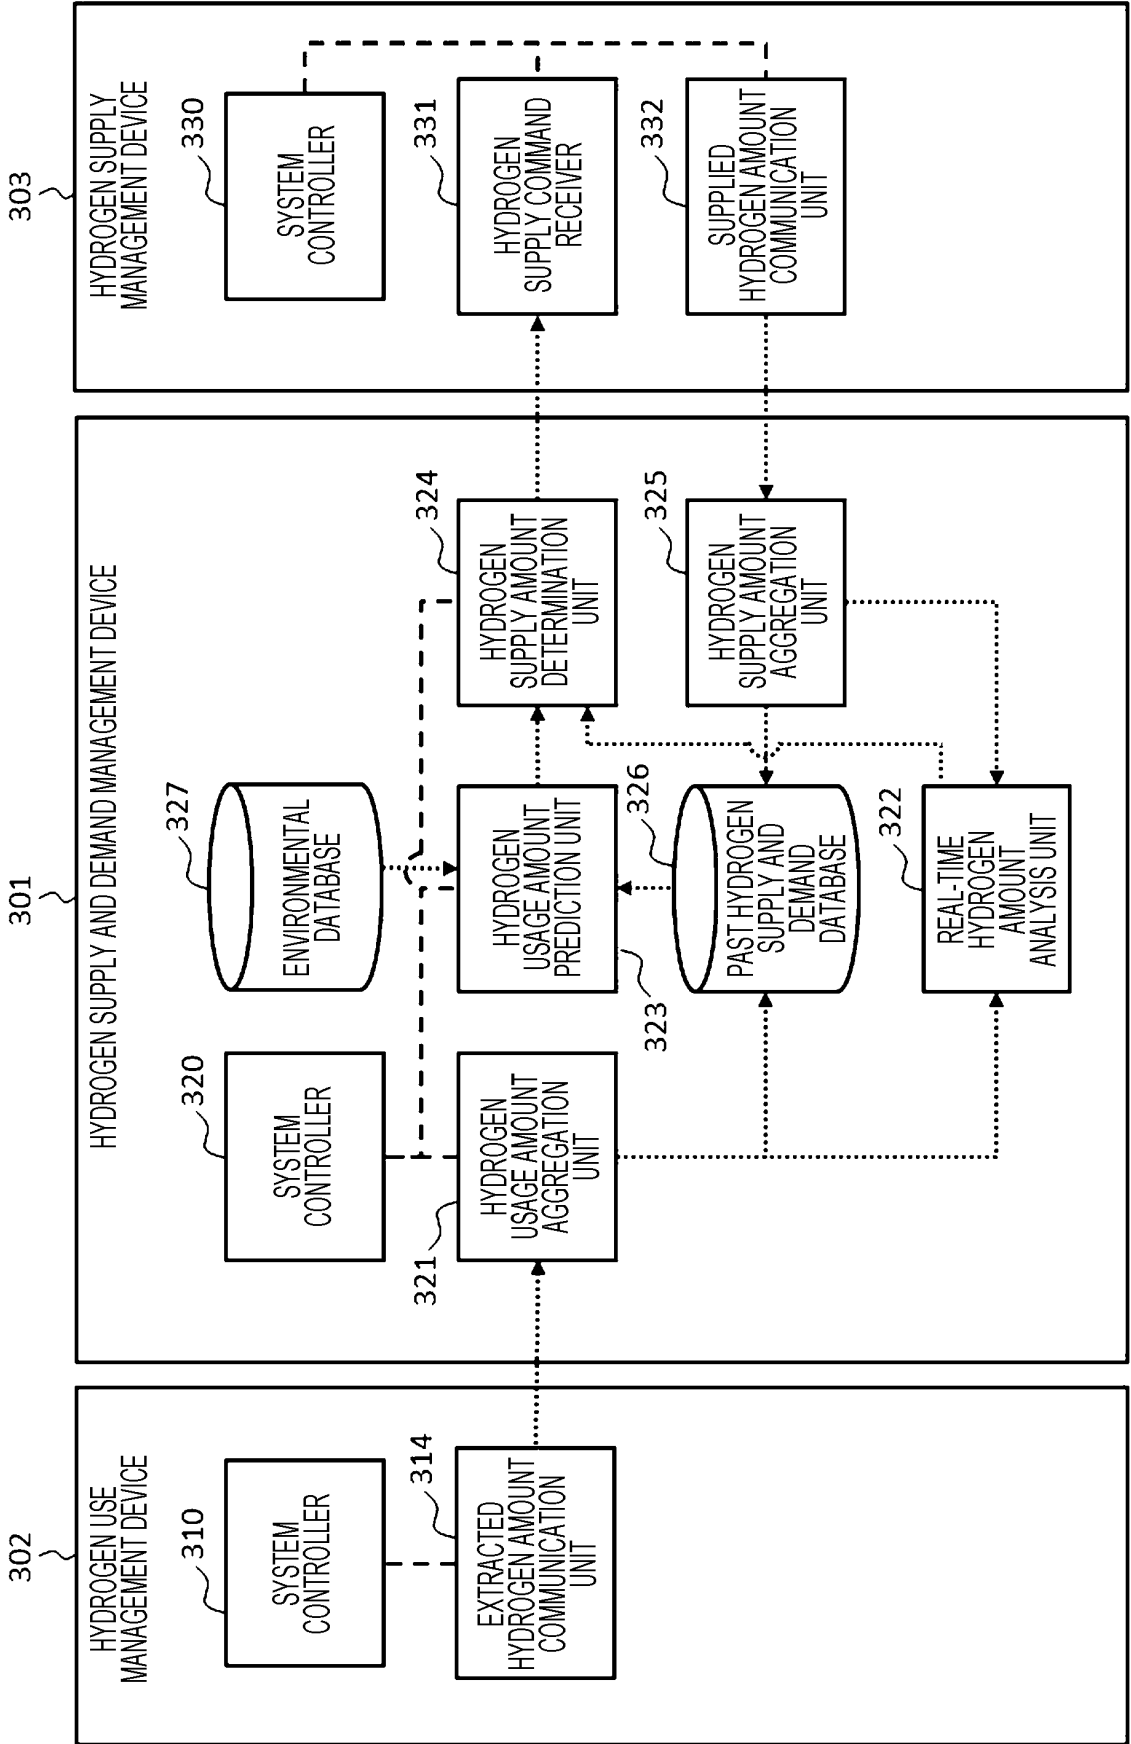 302
HYDROGEN USE
MANAGEMENT DEVICE
310
SYSTEM
CONTROLLER
314
EXTRACTED
HYDROGEN AMOUNT
COMMUNICATION
UNIT
301
HYDROGEN SUPPLY AND DEMAND MANAGEMENT DEVICE
320
SYSTEM
CONTROLLER
327
ENVIRONMENTAL
DATABASE
321
HYDROGEN
USAGE AMOUNT
AGGREGATION
UNIT
HYDROGEN
USAGE AMOUNT
PREDICTION UNIT
323
324
HYDROGEN
SUPPLY AMOUNT
DETERMINATION
UNIT
326
PAST HYDROGEN
SUPPLY AND
DEMAND
DATABASE
325
HYDROGEN
SUPPLY AMOUNT
AGGREGATION
UNIT
322
REAL-TIME
HYDROGEN
AMOUNT
ANALYSIS UNIT
303
HYDROGEN SUPPLY
MANAGEMENT DEVICE
330
SYSTEM
CONTROLLER
331
HYDROGEN
SUPPLY COMMAND
RECEIVER
332
SUPPLIED
HYDROGEN AMOUNT
COMMUNICATION
UNIT